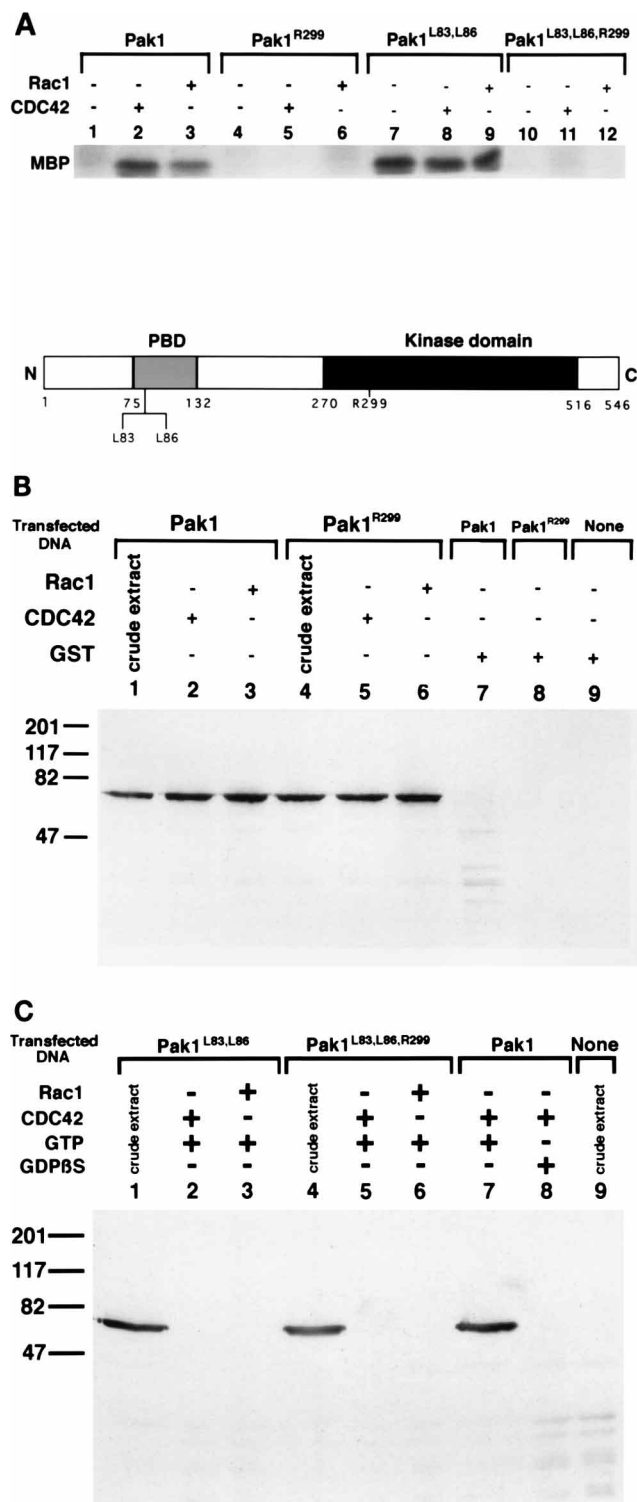 A
Pak1 Pak1R299 Pak1L83,L86 Pak1L83,L86,R299
Rac1 - - + - - + - - + - - +
CDC42 - + - - + - - + - - + -
1 2 3 4 5 6 7 8 9 10 11 12
MBP
PBD Kinase domain
N C
1 75 132 270 R299 516 546
L83 L86
B
Transfected DNA Pak1 Pak1R299 Pak1 Pak1R299 None
Rac1 crude extract - + crude extract - + - - -
CDC42 + - + - - - -
GST - - - - + + +
1 2 3 4 5 6 7 8 9
201
117
82
47
C
Transfected DNA Pak1L83,L86 Pak1L83,L86,R299 Pak1 None
Rac1 crude extract - + crude extract - + - - crude extract
CDC42 + - + - + +
GTP + + + + + -
GDPβS - - - - - +
1 2 3 4 5 6 7 8 9
201
117
82
47